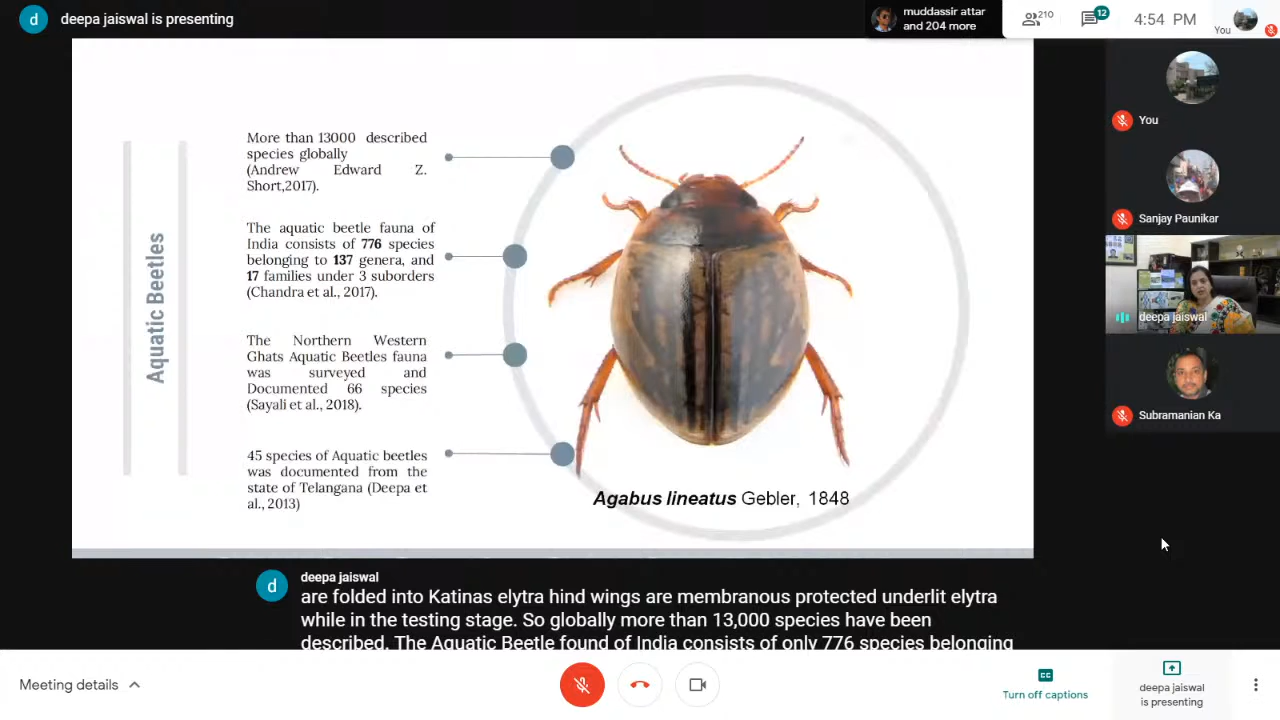 d
deepa jaiswal is presenting
muddassir attar
and 204 more
210
12
4:54 PM
You
Aquatic Beetles
More than 13000 described
species globally
(Andrew Edward Z.
Short,2017).
The aquatic beetle fauna of
India consists of 776 species
belonging to 137 genera, and
17 families under 3 suborders
(Chandra et al., 2017).
The Northern Western
Ghats Aquatic Beetles fauna
was surveyed and
Documented 66 species
(Sayali et al., 2018).
45 species of Aquatic beetles
was documented from the
state of Telangana (Deepa et
al., 2013)
Agabus lineatus Gebler, 1848
You
Sanjay Paunikar
deepa jaiswal
Subramanian Ka
d
deepa jaiswal
are folded into Katinas elytra hind wings are membranous protected underlit elytra
while in the testing stage. So globally more than 13,000 species have been
described. The Aquatic Beetle found of India consists of only 776 species belonging
Meeting details
CC
Turn off captions
deepa jaiswal
is presenting